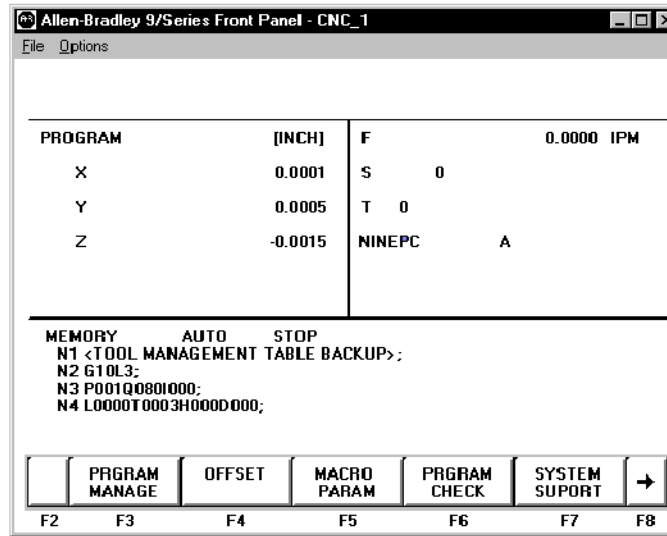 Allen-Bradley 9/Series Front Panel - CNC_1
File Options
PROGRAM [INCH] F 0.0000 IPM
X 0.0001 S 0
Y 0.0005 T 0
Z -0.0015 NINEPC A
MEMORY AUTO STOP
N1 <TOOL MANAGEMENT TABLE BACKUP>;
N2 G10L3;
N3 P001Q080I000;
N4 L0000T0003H000D000;
PRGRAM MANAGE OFFSET MACRO PARAM PRGRAM CHECK SYSTEM SUPORT
F2 F3 F4 F5 F6 F7 F8